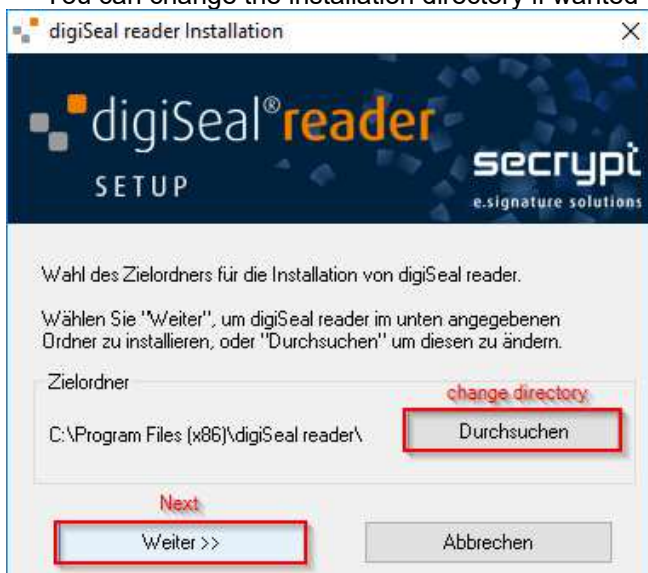 You can change the installation directory if wanted
digiSeal reader Installation
digiSeal®reader
SETUP
secrypt
e.signature solutions
Wahl des Zielordners für die Installation von digiSeal reader.
Wählen Sie "Weiter", um digiSeal reader im unten angegebenen
Ordner zu installieren, oder "Durchsuchen" um diesen zu ändern.
Zielordner
change directory
C:\Program Files (x86)\digiSeal reader\
Durchsuchen
Next
Weiter >>
Abbrechen